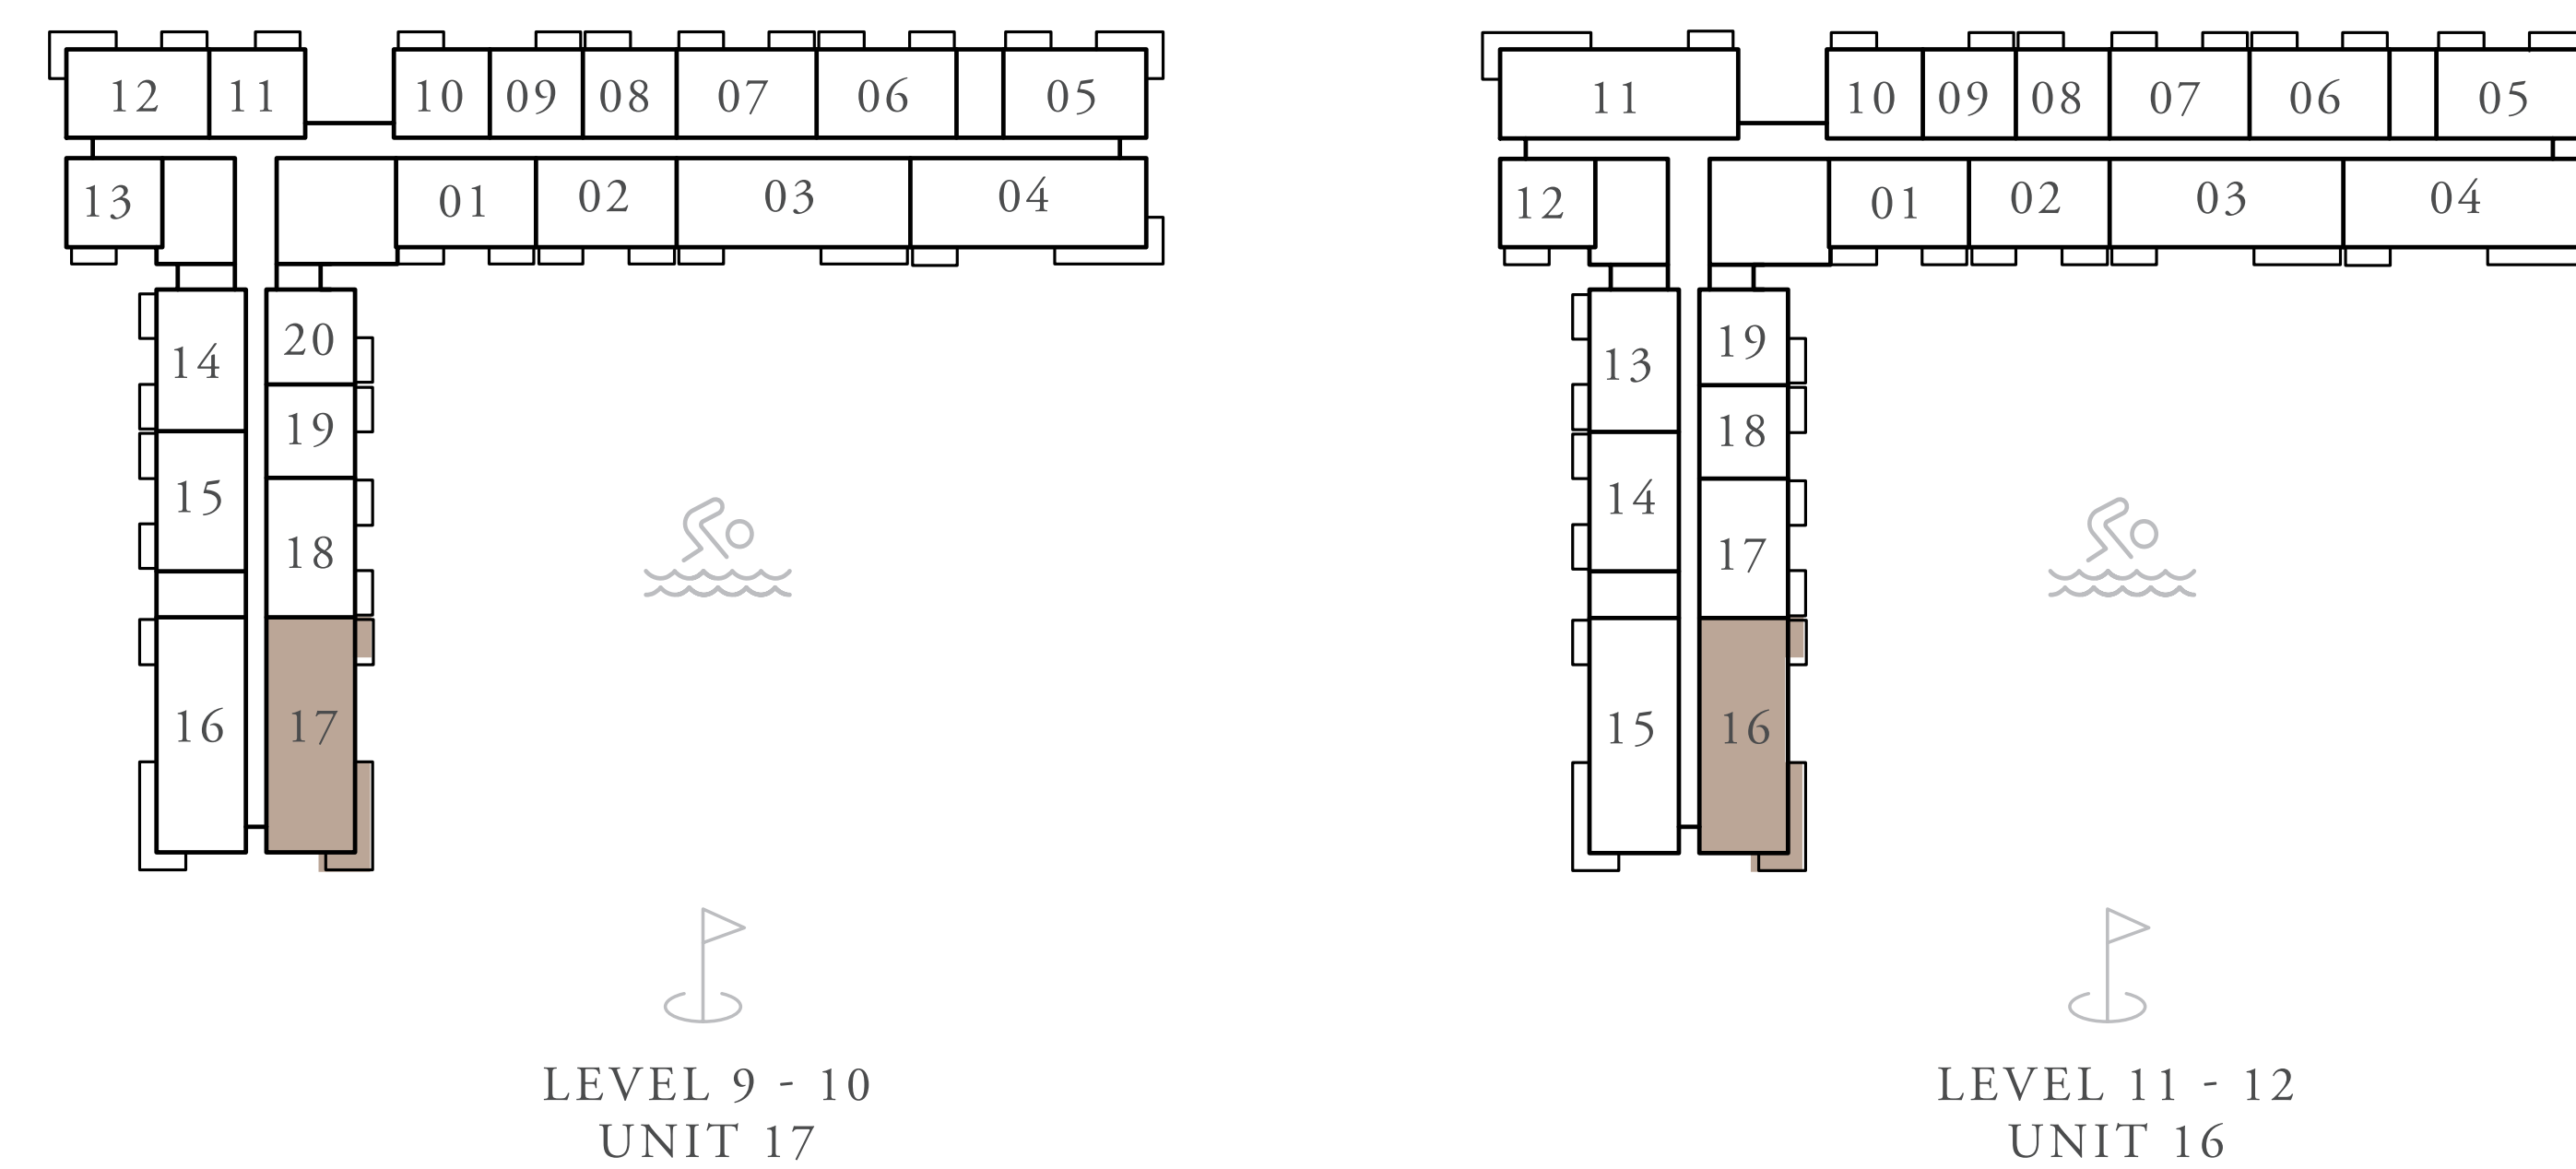 12 11 10 09 08 07 06 05
13 01 02 03 04
14 20
19
15
18
16 17
LEVEL 9 - 10
UNIT 17
11 10 09 08 07 06 05
12 01 02 03 04
13 19
18
14
17
15 16
LEVEL 11 - 12
UNIT 16